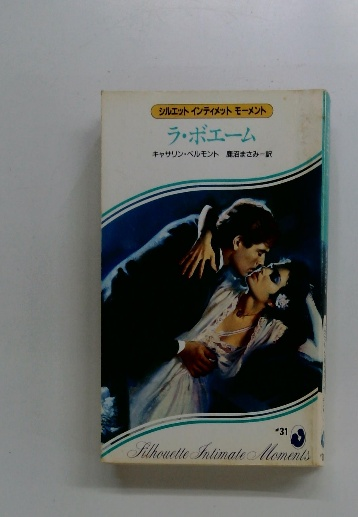 シルエット インティメット モーメント
ラ・ボエーム
キャサリン・ベルモント 鹿沼まさみ=訳
#31
Silhouette Intimate Moments